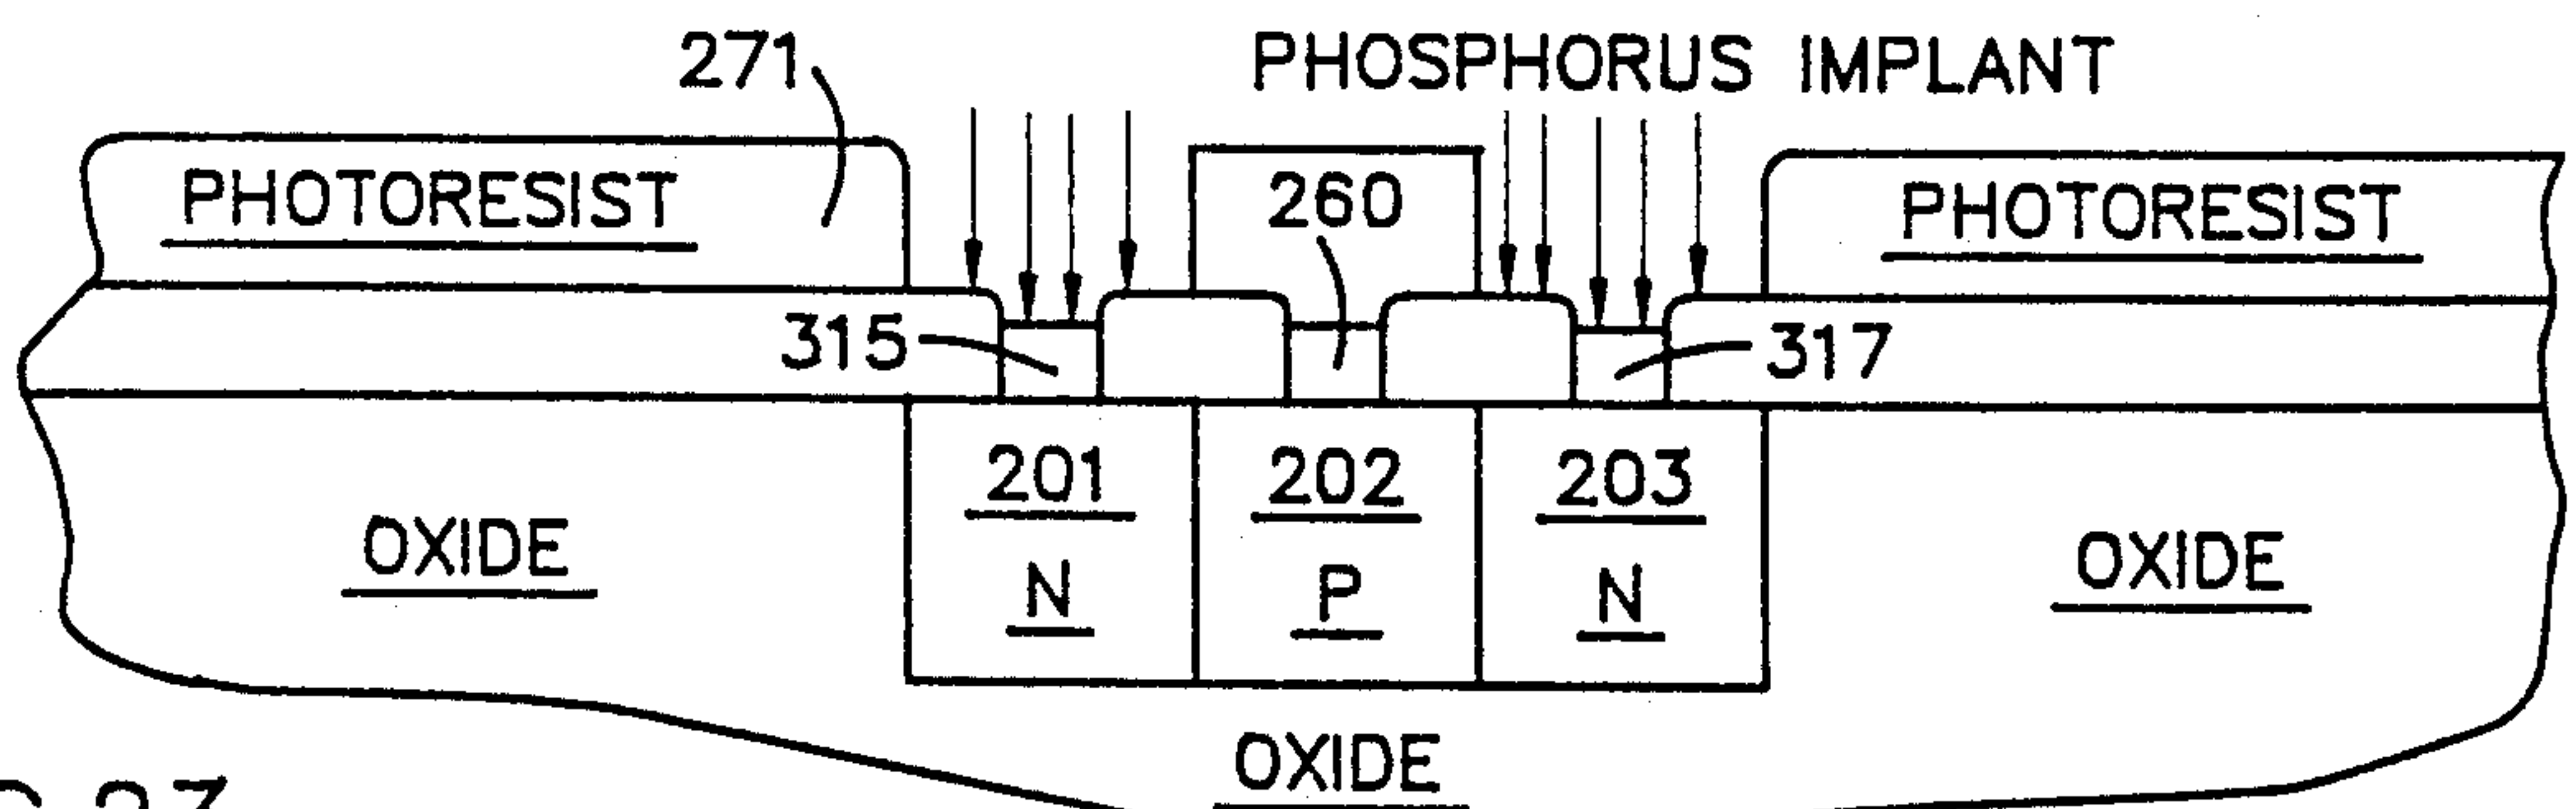 271
PHOSPHORUS IMPLANT
PHOTORESIST
260
PHOTORESIST
315
317
201
202
203
OXIDE
N
P
N
OXIDE
OXIDE